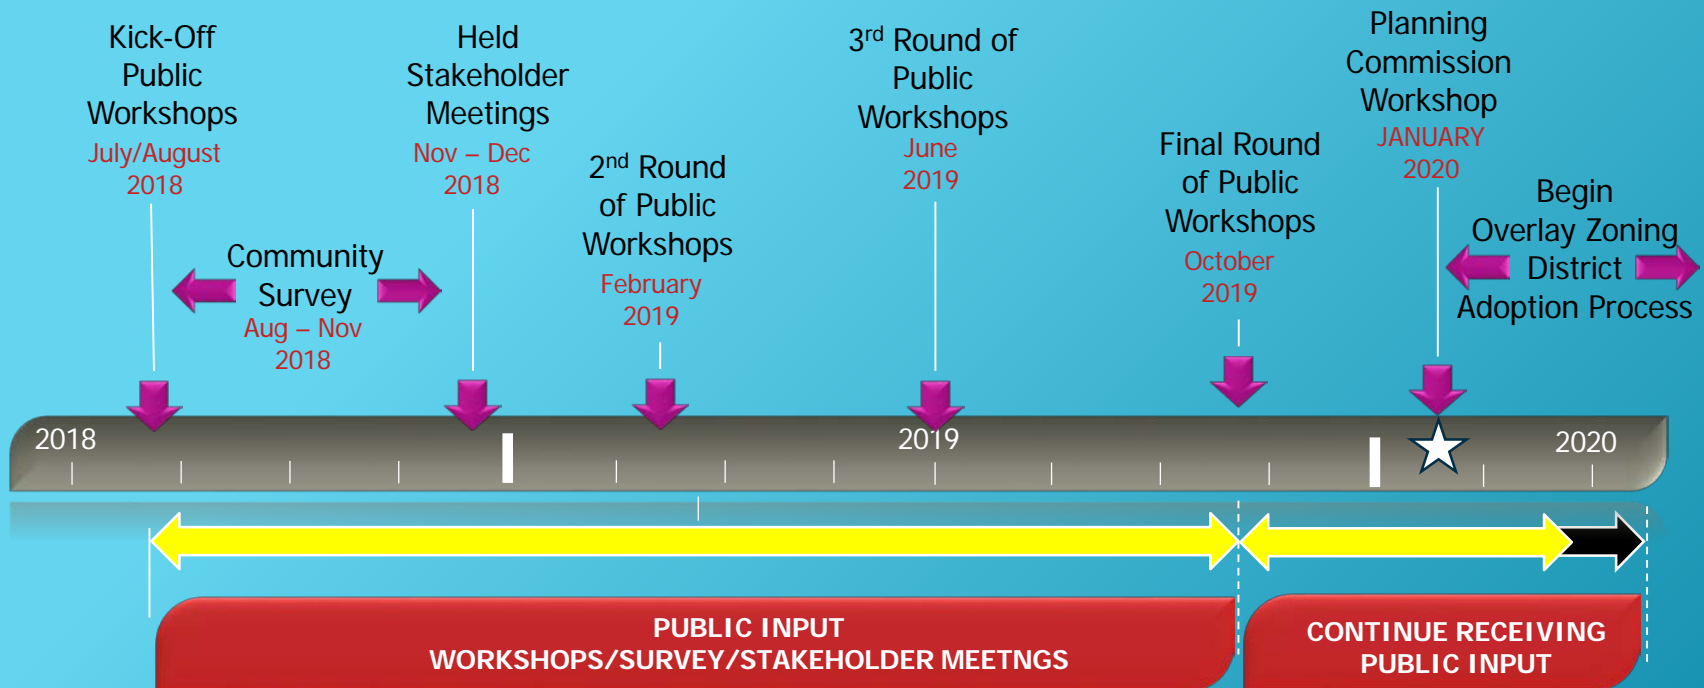 Kick-Off
Public
Workshops
July/August
2018
Community
Survey
Aug – Nov
2018
Held
Stakeholder
Meetings
Nov – Dec
2018
2nd Round
of Public
Workshops
February
2019
3rd Round of
Public
Workshops
June
2019
Final Round
of Public
Workshops
October
2019
Planning
Commission
Workshop
JANUARY
2020
Begin
Overlay Zoning
District
Adoption Process
2018
2019
2020
PUBLIC INPUT
WORKSHOPS/SURVEY/STAKEHOLDER MEETNGS
CONTINUE RECEIVING
PUBLIC INPUT